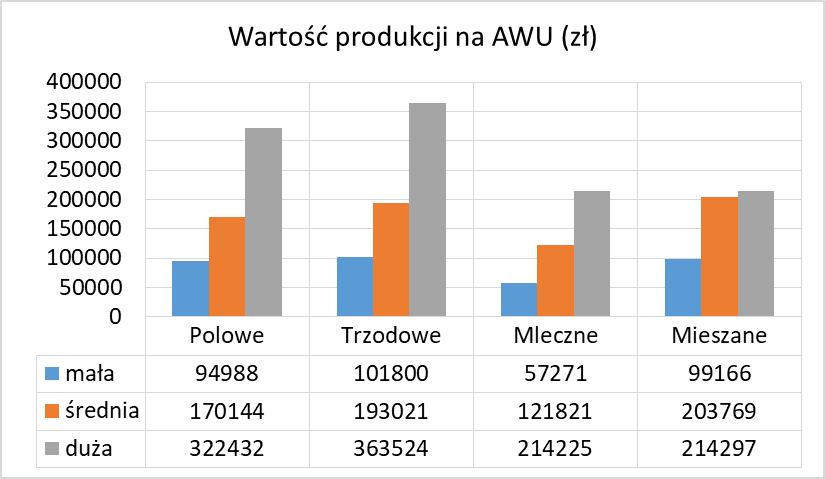 Wartość produkcji na AWU (zł)
400000
350000
300000
250000
200000
150000
100000
50000
0
Polowe Trzodowe Mleczne Mieszane
mała 94988 101800 57271 99166
średnia 170144 193021 121821 203769
duża 322432 363524 214225 214297